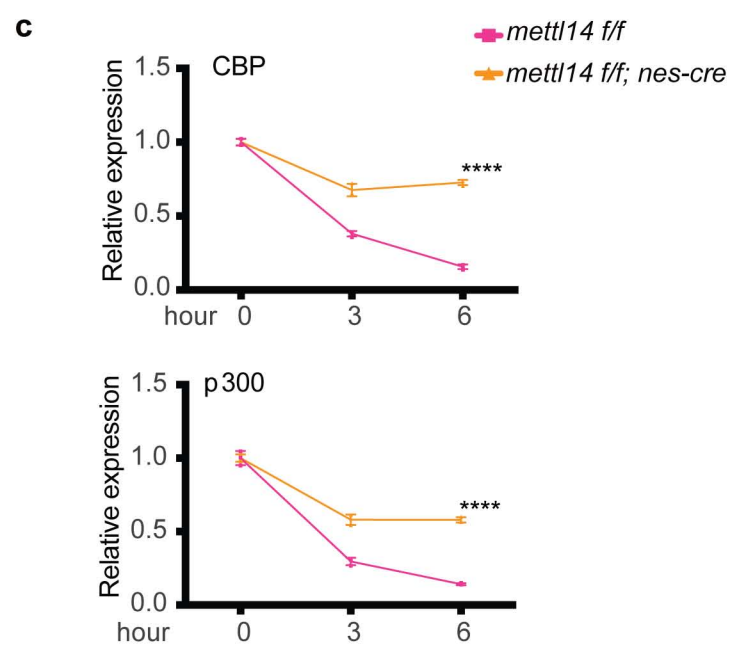 c
mettl14 f/f
mettl14 f/f; nes-cre
CBP
Relative expression
1.5
1.0
0.5
0.0
hour 0 3 6
****
p300
Relative expression
1.5
1.0
0.5
0.0
hour 0 3 6
****